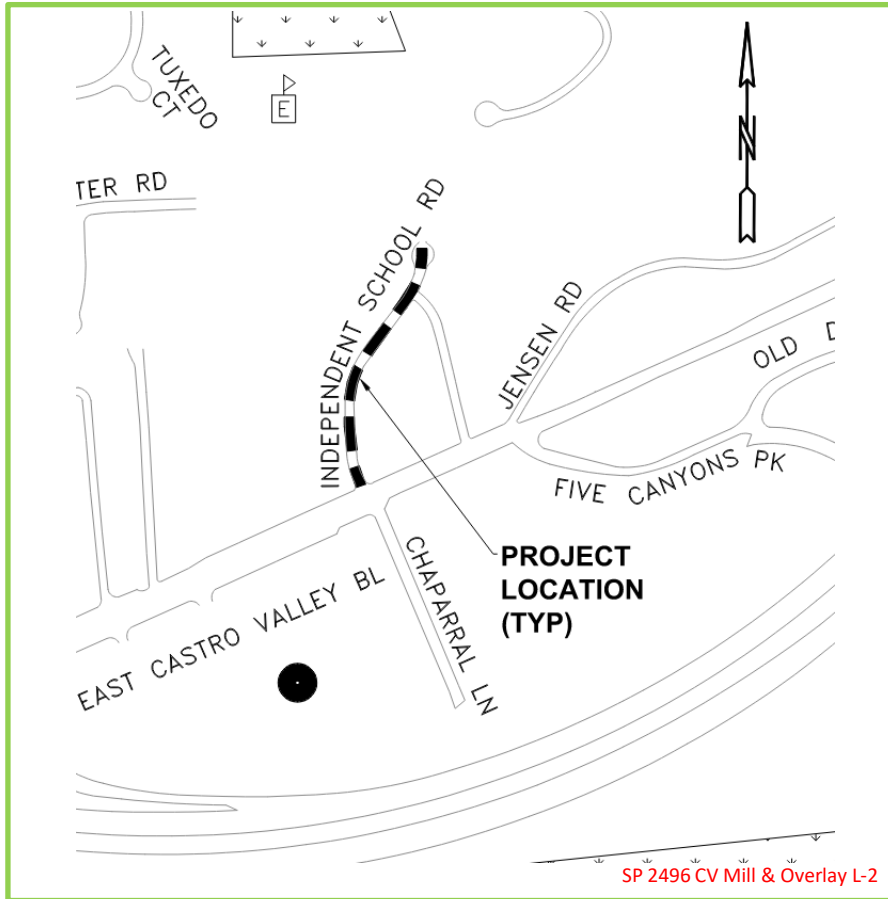 TUXEDO
CT
E
TER RD
N
INDEPENDENT SCHOOL RD
JENSEN RD
OLD D
FIVE CANYONS PK
PROJECT
LOCATION
(TYP)
CHAPARRAL LN
EAST CASTRO VALLEY BL
SP 2496 CV Mill & Overlay L-2